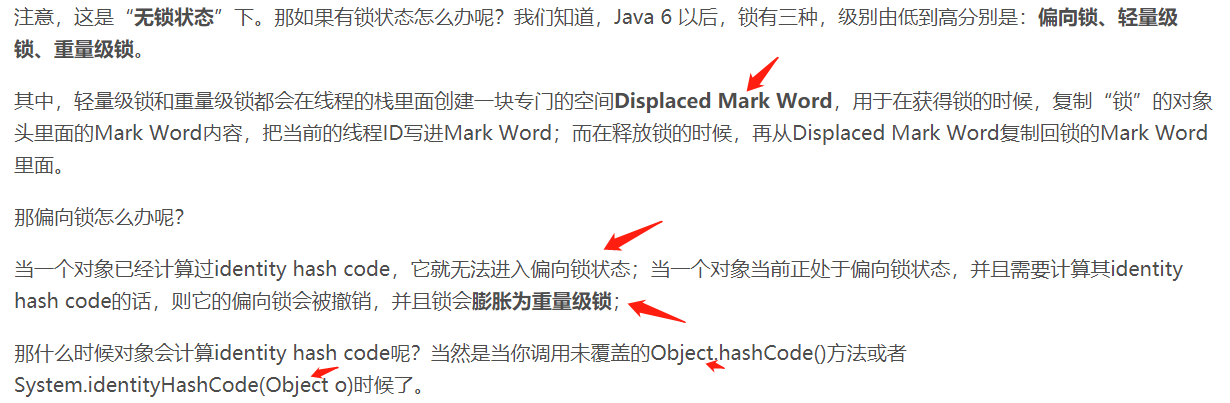 注意，这是“无锁状态”下。那如果有锁状态怎么办呢？我们知道，Java 6 以后，锁有三种，级别由低到高分别是：偏向锁、轻量级
锁、重量级锁。
其中，轻量级锁和重量级锁都会在线程的栈里面创建一块专门的空间Displaced Mark Word，用于在获得锁的时候，复制“锁”的对象
头里面的Mark Word内容，把当前的线程ID写进Mark Word；而在释放锁的时候，再从Displaced Mark Word复制回锁的Mark Word
里面。
那偏向锁怎么办呢？
当一个对象已经计算过identity hash code，它就无法进入偏向锁状态；当一个对象当前正处于偏向锁状态，并且需要计算其identity
hash code的话，则它的偏向锁会被撤销，并且锁会膨胀为重量级锁；
那什么时候对象会计算identity hash code呢？当然是当你调用未覆盖的Object.hashCode()方法或者
System.identityHashCode(Object o)时候了。